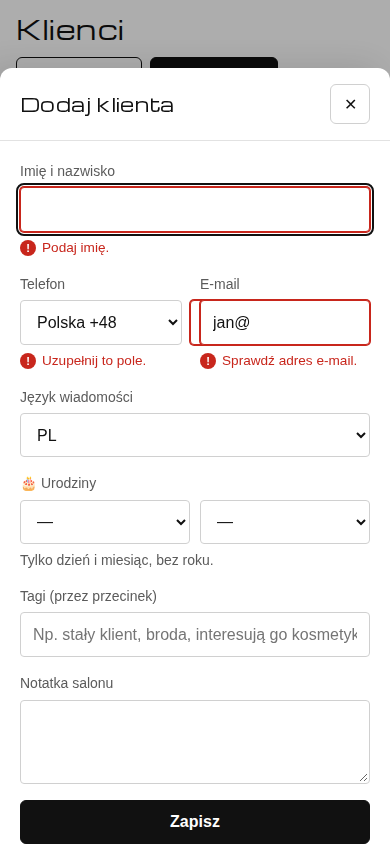 Klienci
Dodaj klienta
✕
Imię i nazwisko
! Podaj imię.
Telefon
E-mail
Polska +48
jan@
! Uzupełnij to pole.
! Sprawdź adres e-mail.
Język wiadomości
PL
🎂 Urodziny
—
—
Tylko dzień i miesiąc, bez roku.
Tagi (przez przecinek)
Np. stały klient, broda, interesują go kosmetyk
Notatka salonu
Zapisz